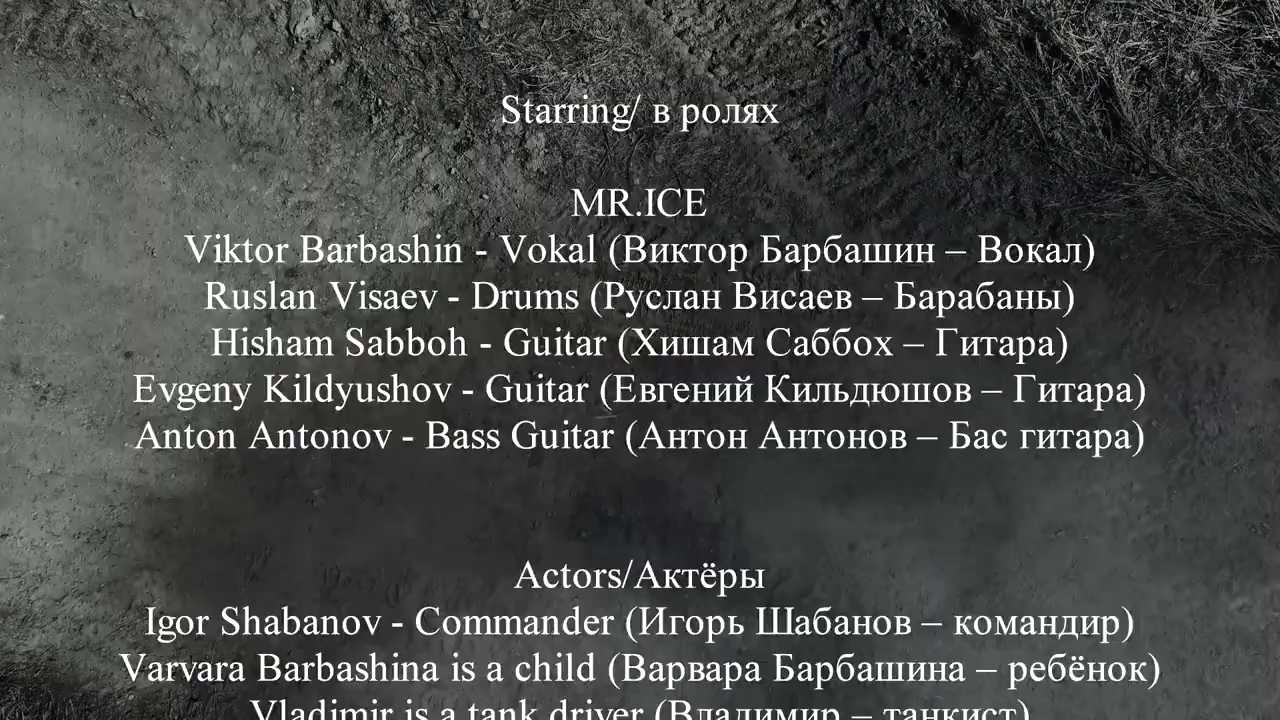 Starring/ в ролях
MR.ICE
Viktor Barbashin - Vokal (Виктор Барбашин – Вокал)
Ruslan Visaev - Drums (Руслан Висаев – Барабаны)
Hisham Sabboh - Guitar (Хишам Саббох – Гитара)
Evgeny Kildyushov - Guitar (Евгений Кильдюшов – Гитара)
Anton Antonov - Bass Guitar (Антон Антонов – Бас гитара)
Actors/Актёры
Igor Shabanov - Commander (Игорь Шабанов – командир)
Varvara Barbashina is a child (Варвара Барбашина – ребёнок)
Vladimir is a tank driver (Владимир – танкист)